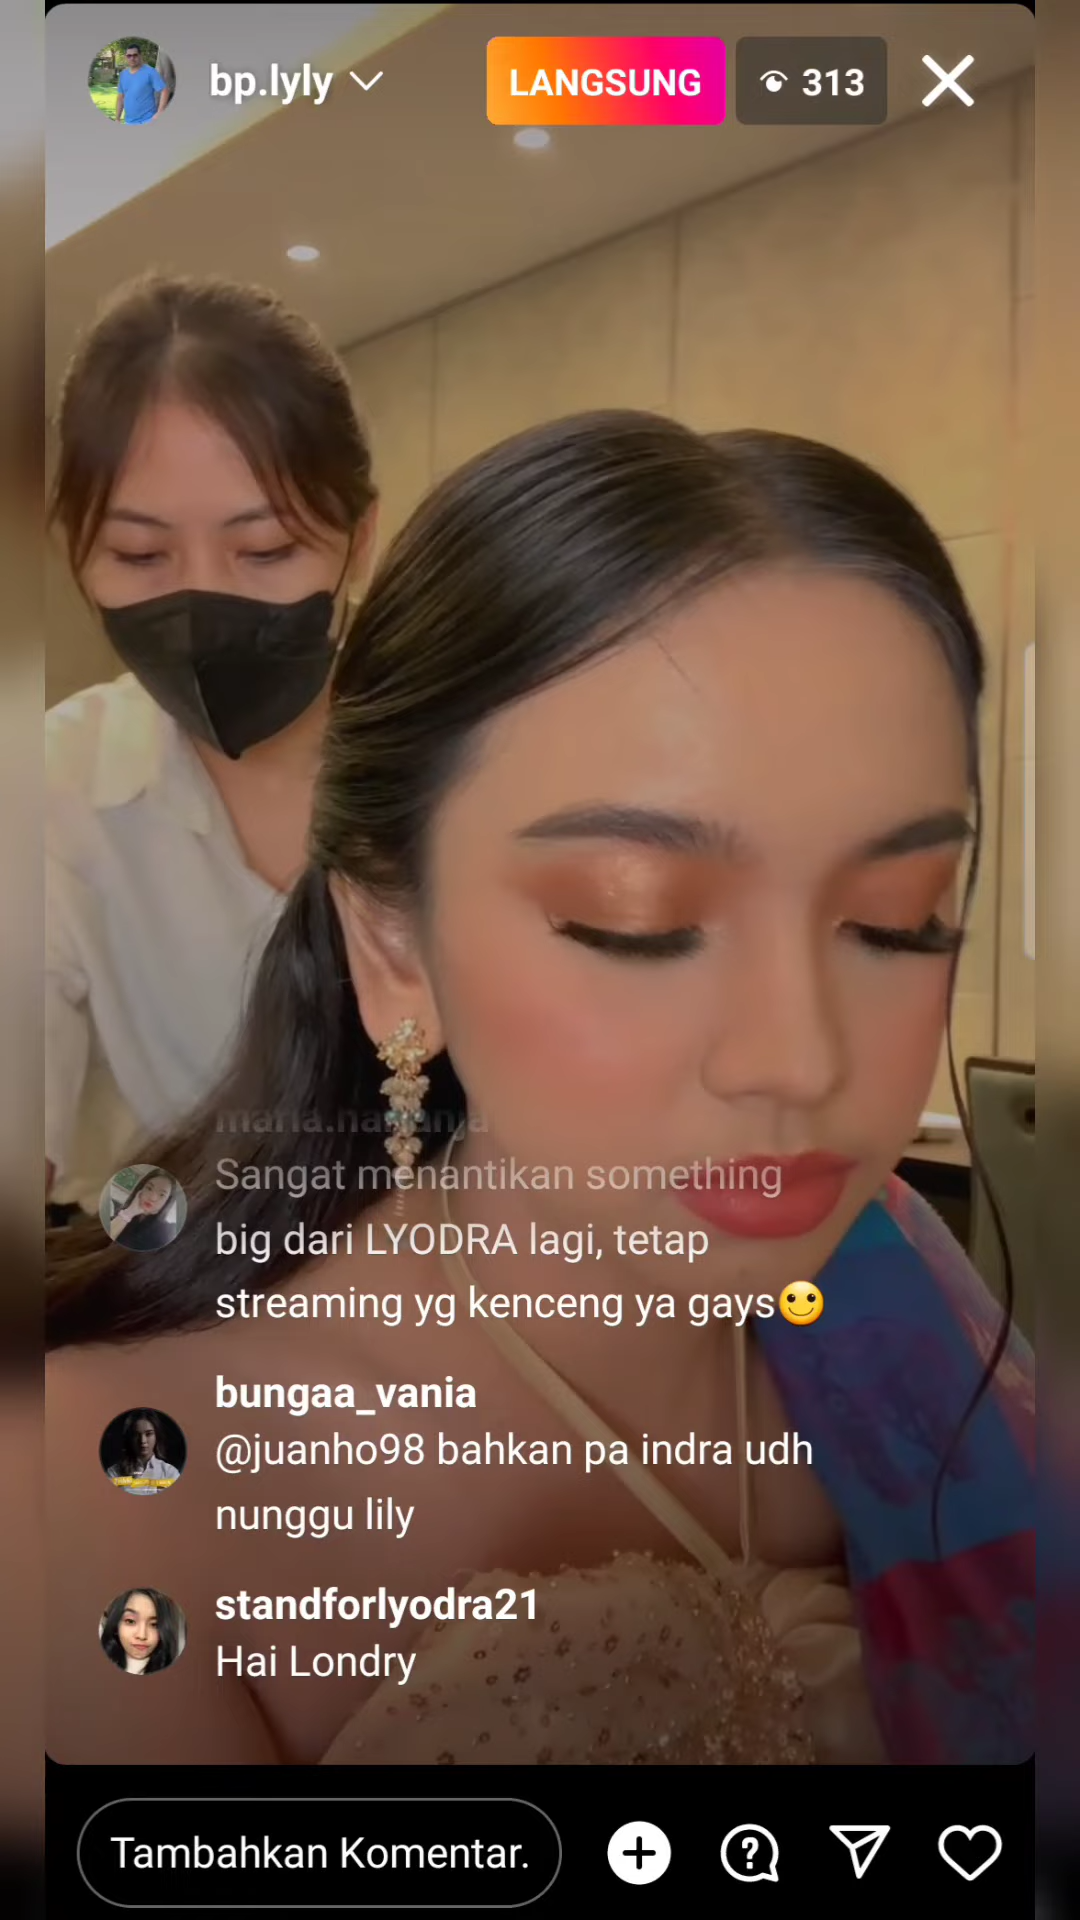 bp.lyly
LANGSUNG
313
Sangat menantikan something
big dari LYODRA lagi, tetap
streaming yg kenceng ya gays
bungaa_vania
@juanho98 bahkan pa indra udh
nunggu lily
standforlyodra21
Hai Londry
Tambahkan Komentar.